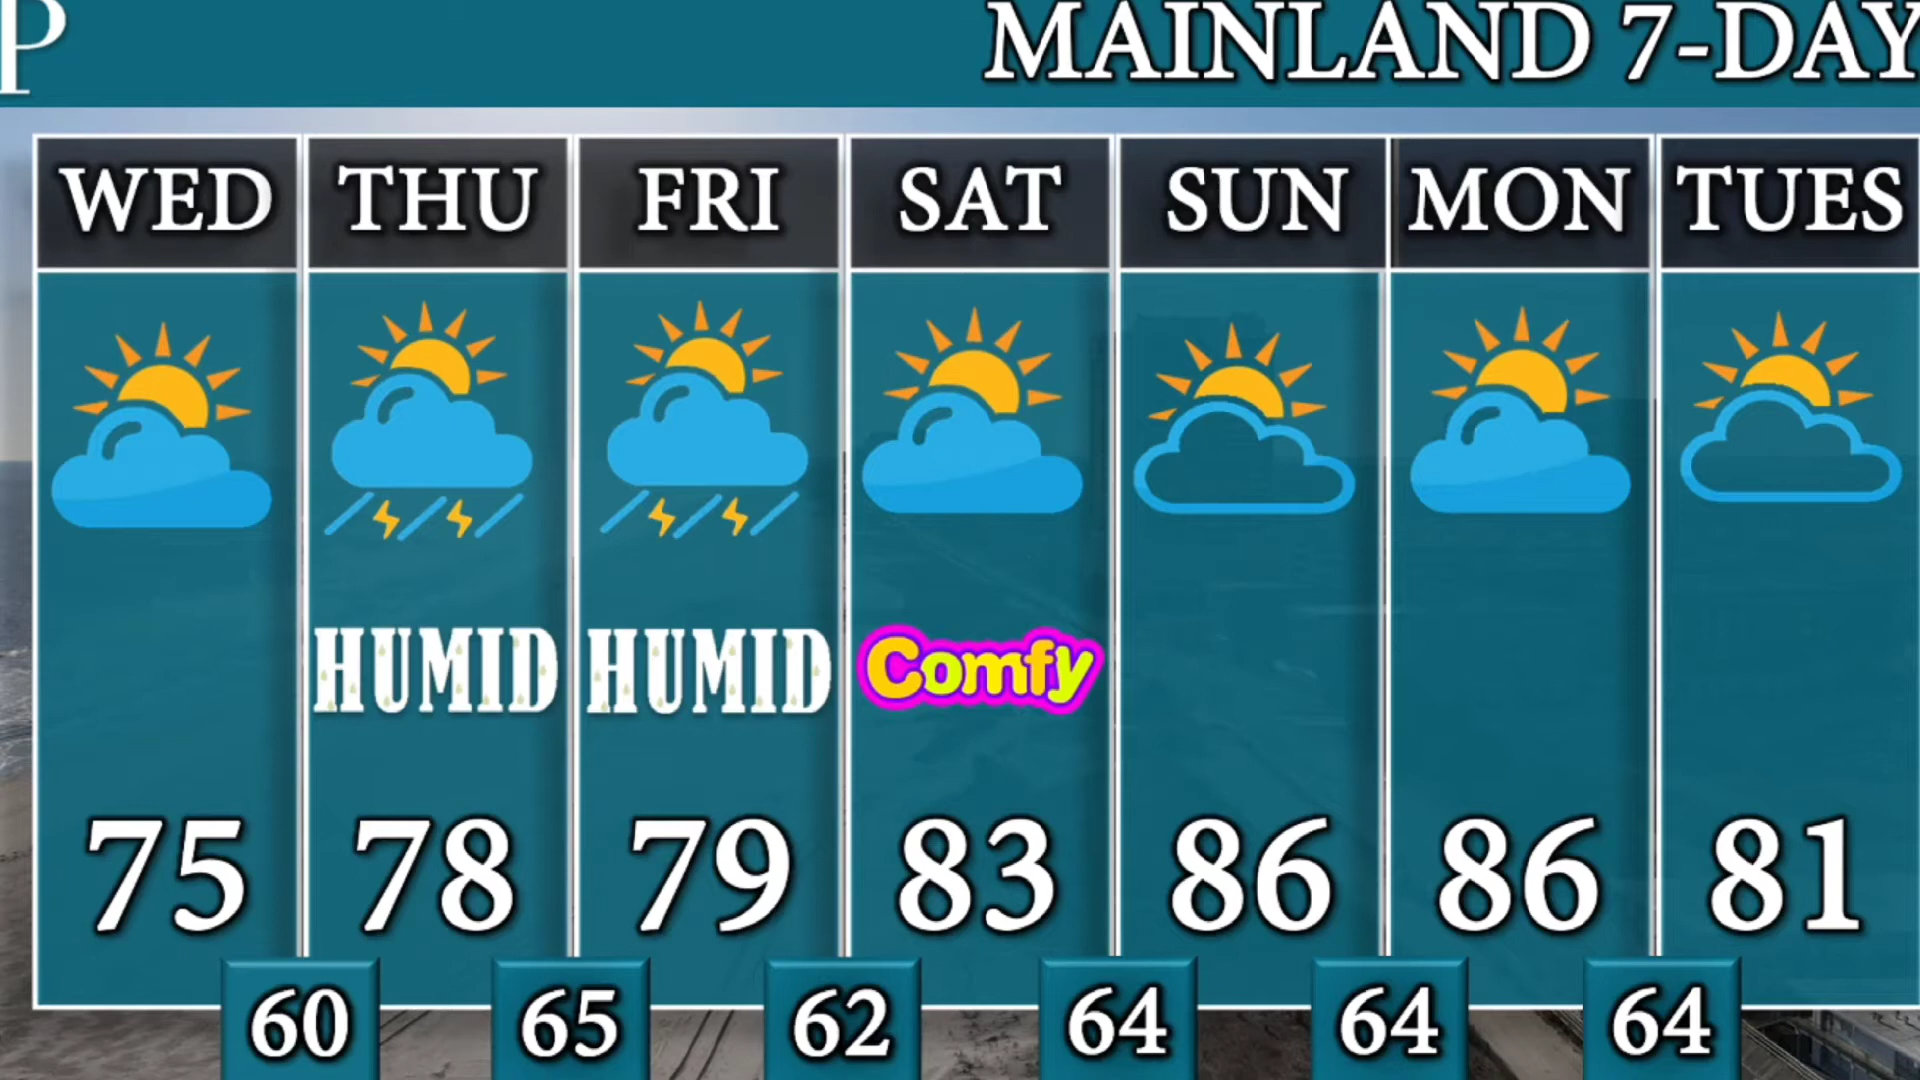 P
MAINLAND 7-DAY
WED THU FRI SAT SUN MON TUES
HUMID HUMID Comfy
75 78 79 83 86 86 81
60 65 62 64 64 64